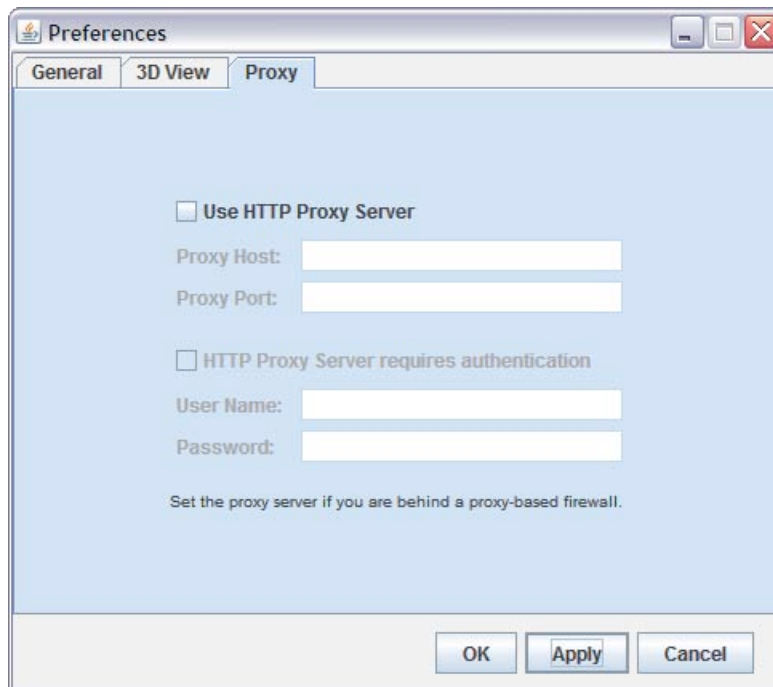 Preferences
General 3D View Proxy
Use HTTP Proxy Server
Proxy Host:
Proxy Port:
HTTP Proxy Server requires authentication
User Name:
Password:
Set the proxy server if you are behind a proxy-based firewall.
OK Apply Cancel